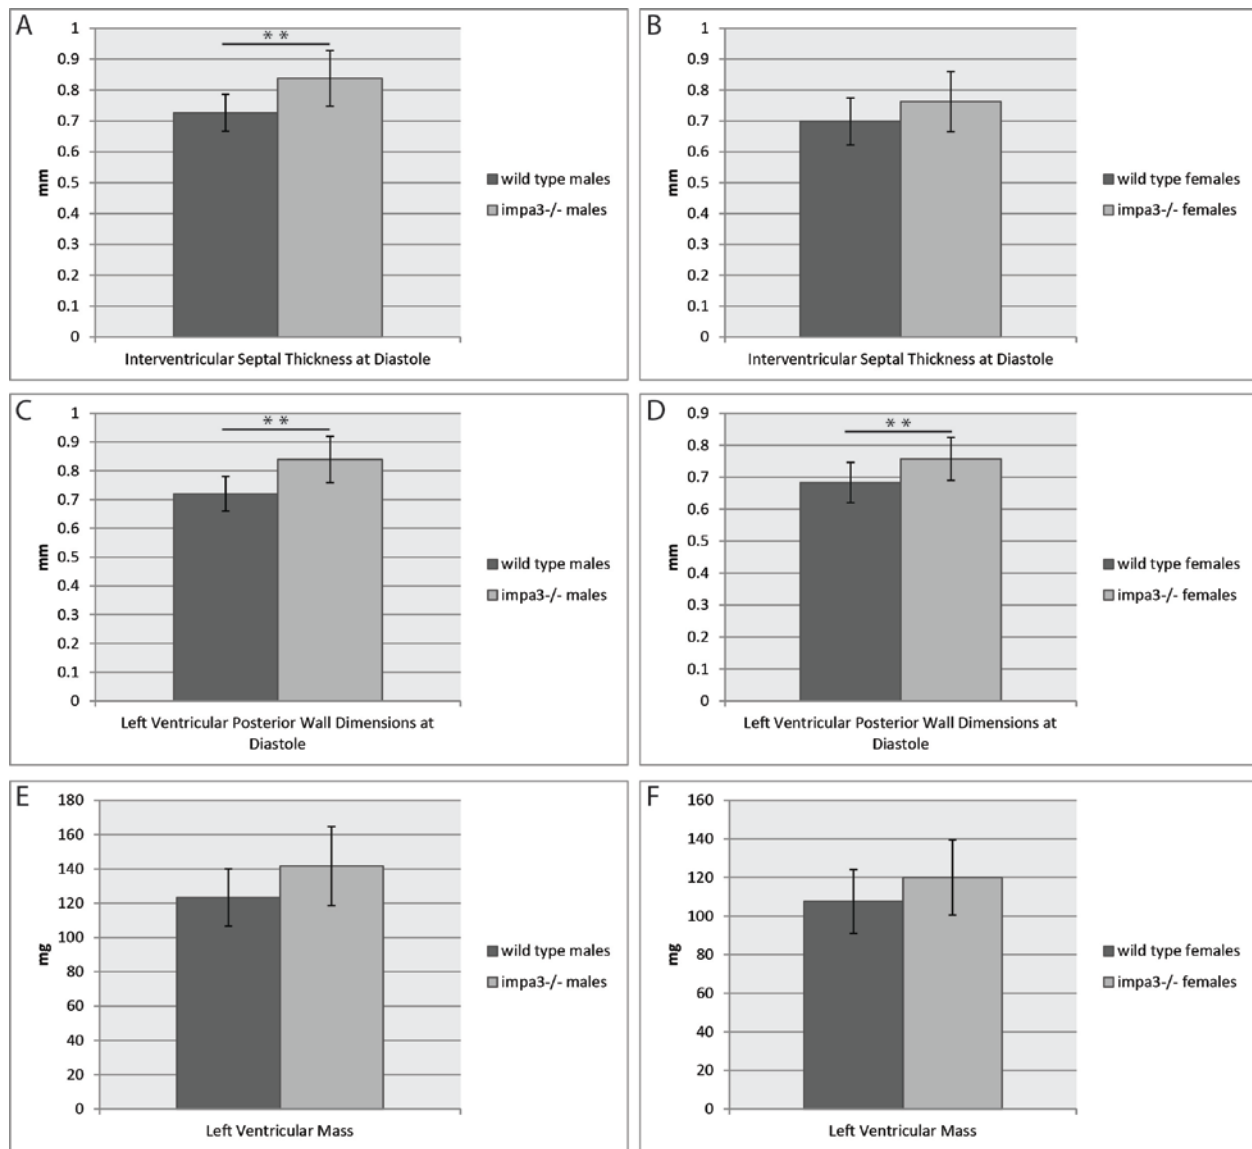 A
1
0.9
0.8
0.7
0.6
0.5
0.4
0.3
0.2
0.1
0
mm
* *
Interventricular Septal Thickness at Diastole
wild type males
impa3-/- males
B
1
0.9
0.8
0.7
0.6
0.5
0.4
0.3
0.2
0.1
0
mm
Interventricular Septal Thickness at Diastole
wild type females
impa3-/- females
C
1
0.9
0.8
0.7
0.6
0.5
0.4
0.3
0.2
0.1
0
mm
* *
Left Ventricular Posterior Wall Dimensions at
Diastole
wild type males
impa3-/- males
D
0.9
0.8
0.7
0.6
0.5
0.4
0.3
0.2
0.1
0
mm
* *
Left Ventricular Posterior Wall Dimensions at
Diastole
wild type females
impa3-/- females
E
180
160
140
120
100
80
60
40
20
0
mg
Left Ventricular Mass
wild type males
impa3-/- males
F
160
140
120
100
80
60
40
20
0
mg
Left Ventricular Mass
wild type females
impa3-/- females